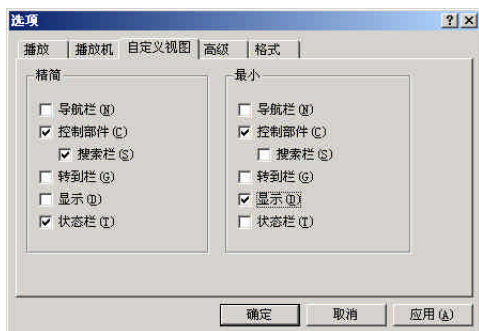 选项
播放 播放机 自定义视图 高级 格式
精简
导航栏(N)
控制部件(C)
搜索栏(S)
转到栏(G)
显示(D)
状态栏(T)
最小
导航栏(N)
控制部件(C)
搜索栏(S)
转到栏(G)
显示(D)
状态栏(T)
确定 取消 应用(A)